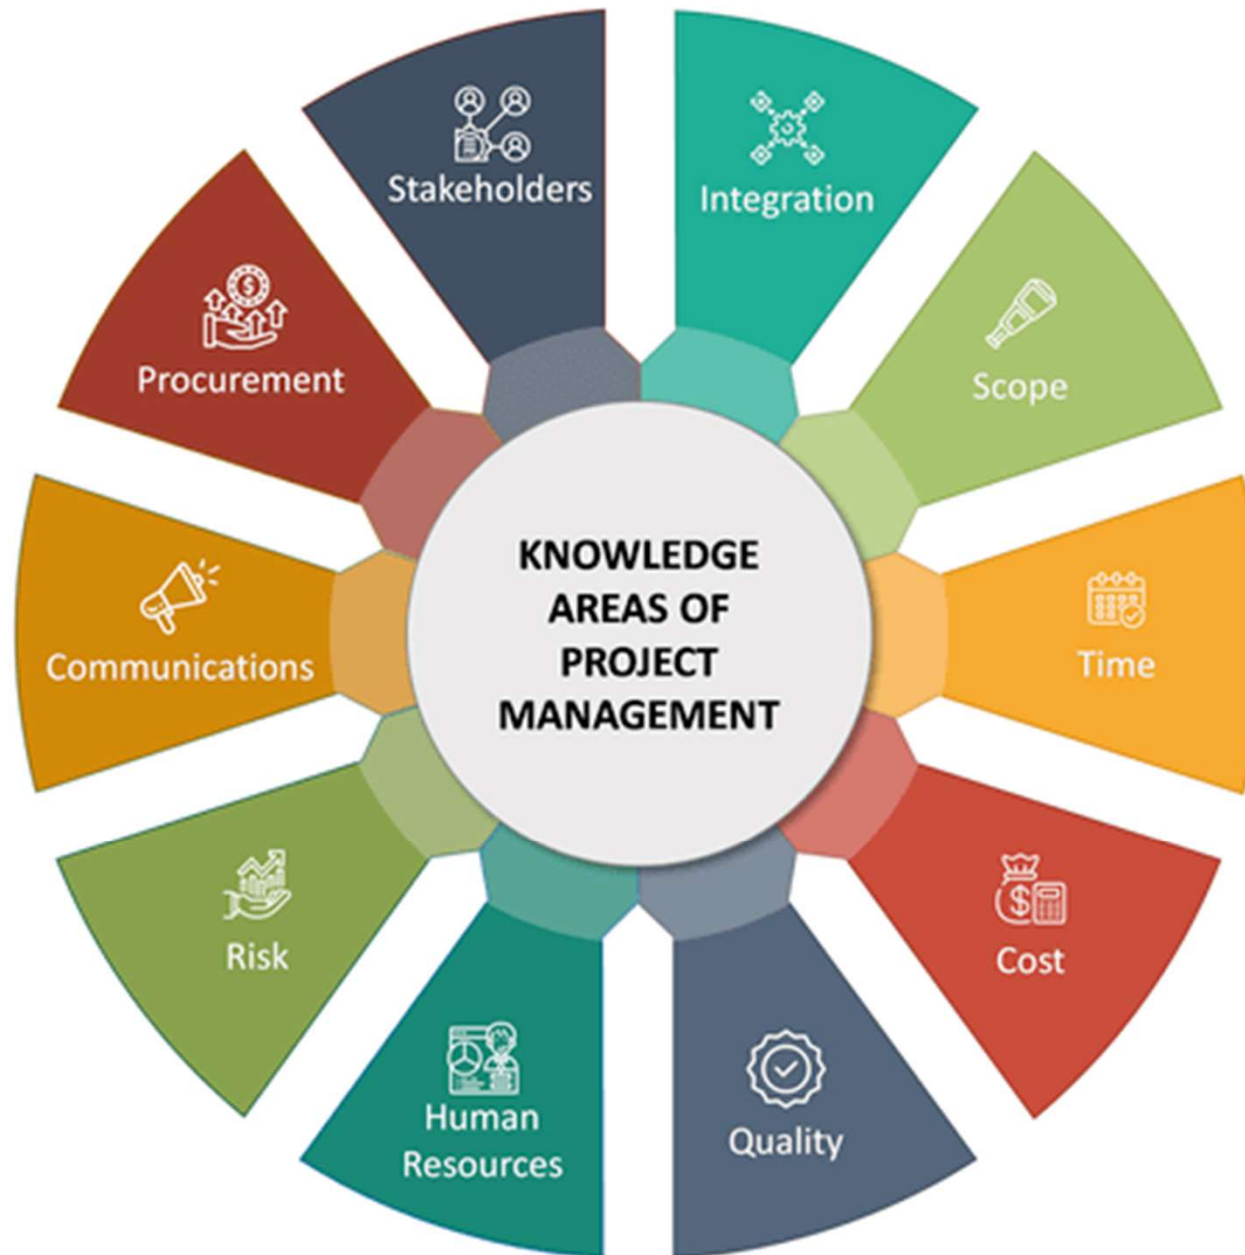 KNOWLEDGE
AREAS OF
PROJECT
MANAGEMENT
Integration
Scope
Time
Cost
Quality
Human
Resources
Risk
Communications
Procurement
Stakeholders
$
$